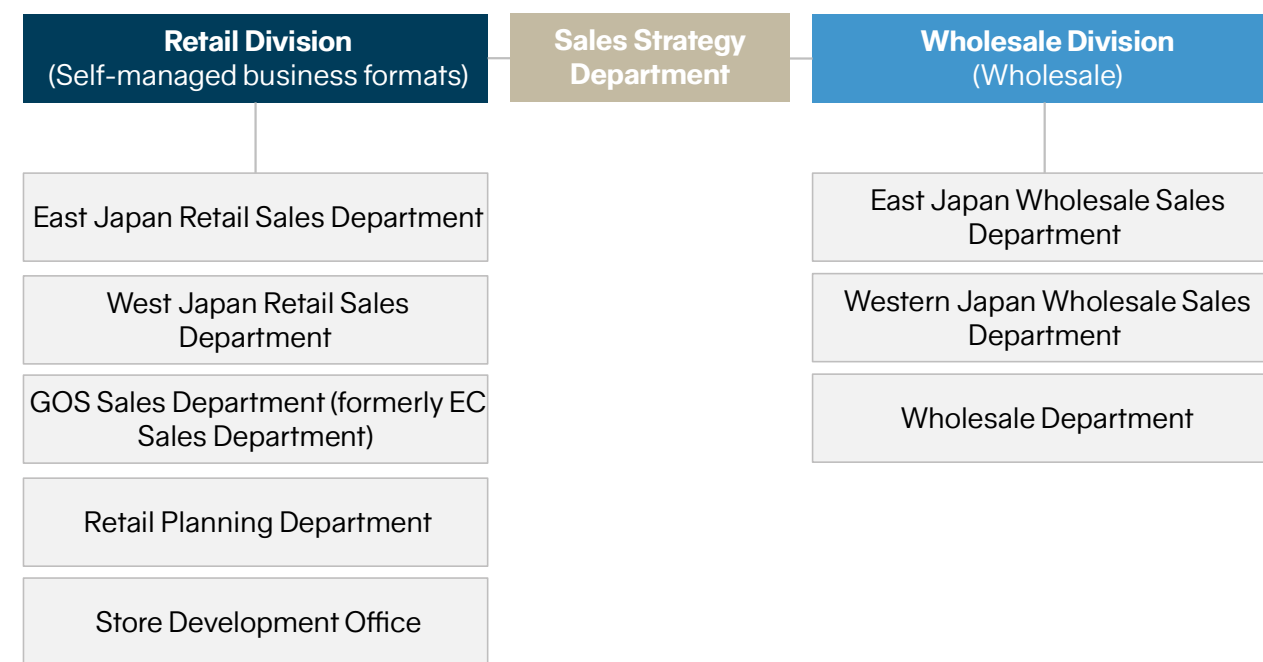 Retail Division
(Self-managed business formats)
Sales Strategy
Department
Wholesale Division
(Wholesale)
East Japan Retail Sales Department
West Japan Retail Sales
Department
GOS Sales Department (formerly EC
Sales Department)
Retail Planning Department
Store Development Office
East Japan Wholesale Sales
Department
Western Japan Wholesale Sales
Department
Wholesale Department